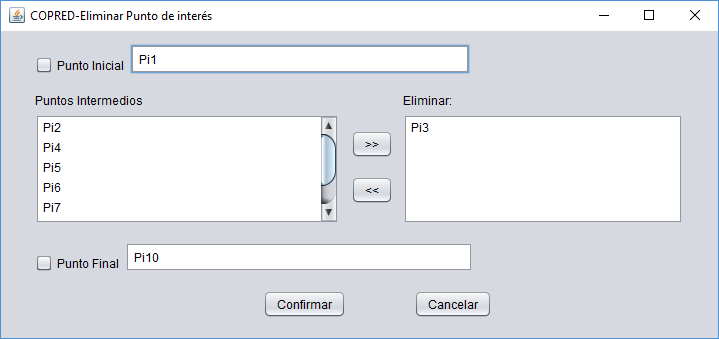 COPRED-Eliminar Punto de interés
Punto Inicial Pi1
Puntos Intermedios
Eliminar:
Pi2
Pi4
Pi5
Pi6
Pi7
>>
<<
Pi3
Punto Final Pi10
Confirmar
Cancelar